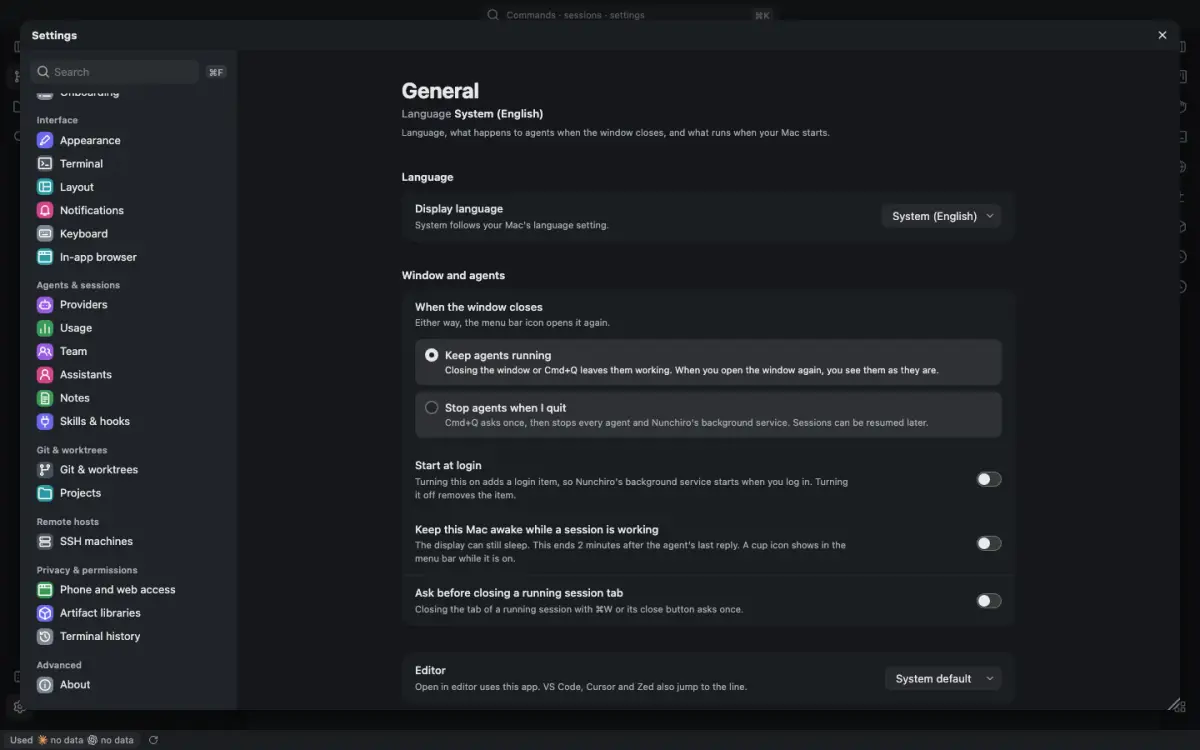 Commands · sessions · settings
⌘K
Settings
Search
⌘F
Onboarding
Interface
Appearance
Terminal
Layout
Notifications
Keyboard
In-app browser
Agents & sessions
Providers
Usage
Team
Assistants
Notes
Skills & hooks
Git & worktrees
Git & worktrees
Projects
Remote hosts
SSH machines
Privacy & permissions
Phone and web access
Artifact libraries
Terminal history
Advanced
About
General
Language System (English)
Language, what happens to agents when the window closes, and what runs when your Mac starts.
Language
Display language
System follows your Mac's language setting.
System (English)
Window and agents
When the window closes
Either way, the menu bar icon opens it again.
Keep agents running
Closing the window or Cmd+Q leaves them working. When you open the window again, you see them as they are.
Stop agents when I quit
Cmd+Q asks once, then stops every agent and Nunchiro's background service. Sessions can be resumed later.
Start at login
Turning this on adds a login item, so Nunchiro's background service starts when you log in. Turning
it off removes the item.
Keep this Mac awake while a session is working
The display can still sleep. This ends 2 minutes after the agent's last reply. A cup icon shows in the
menu bar while it is on.
Ask before closing a running session tab
Closing the tab of a running session with ⌘W or its close button asks once.
Editor
Open in editor uses this app. VS Code, Cursor and Zed also jump to the line.
System default
Used no data no data